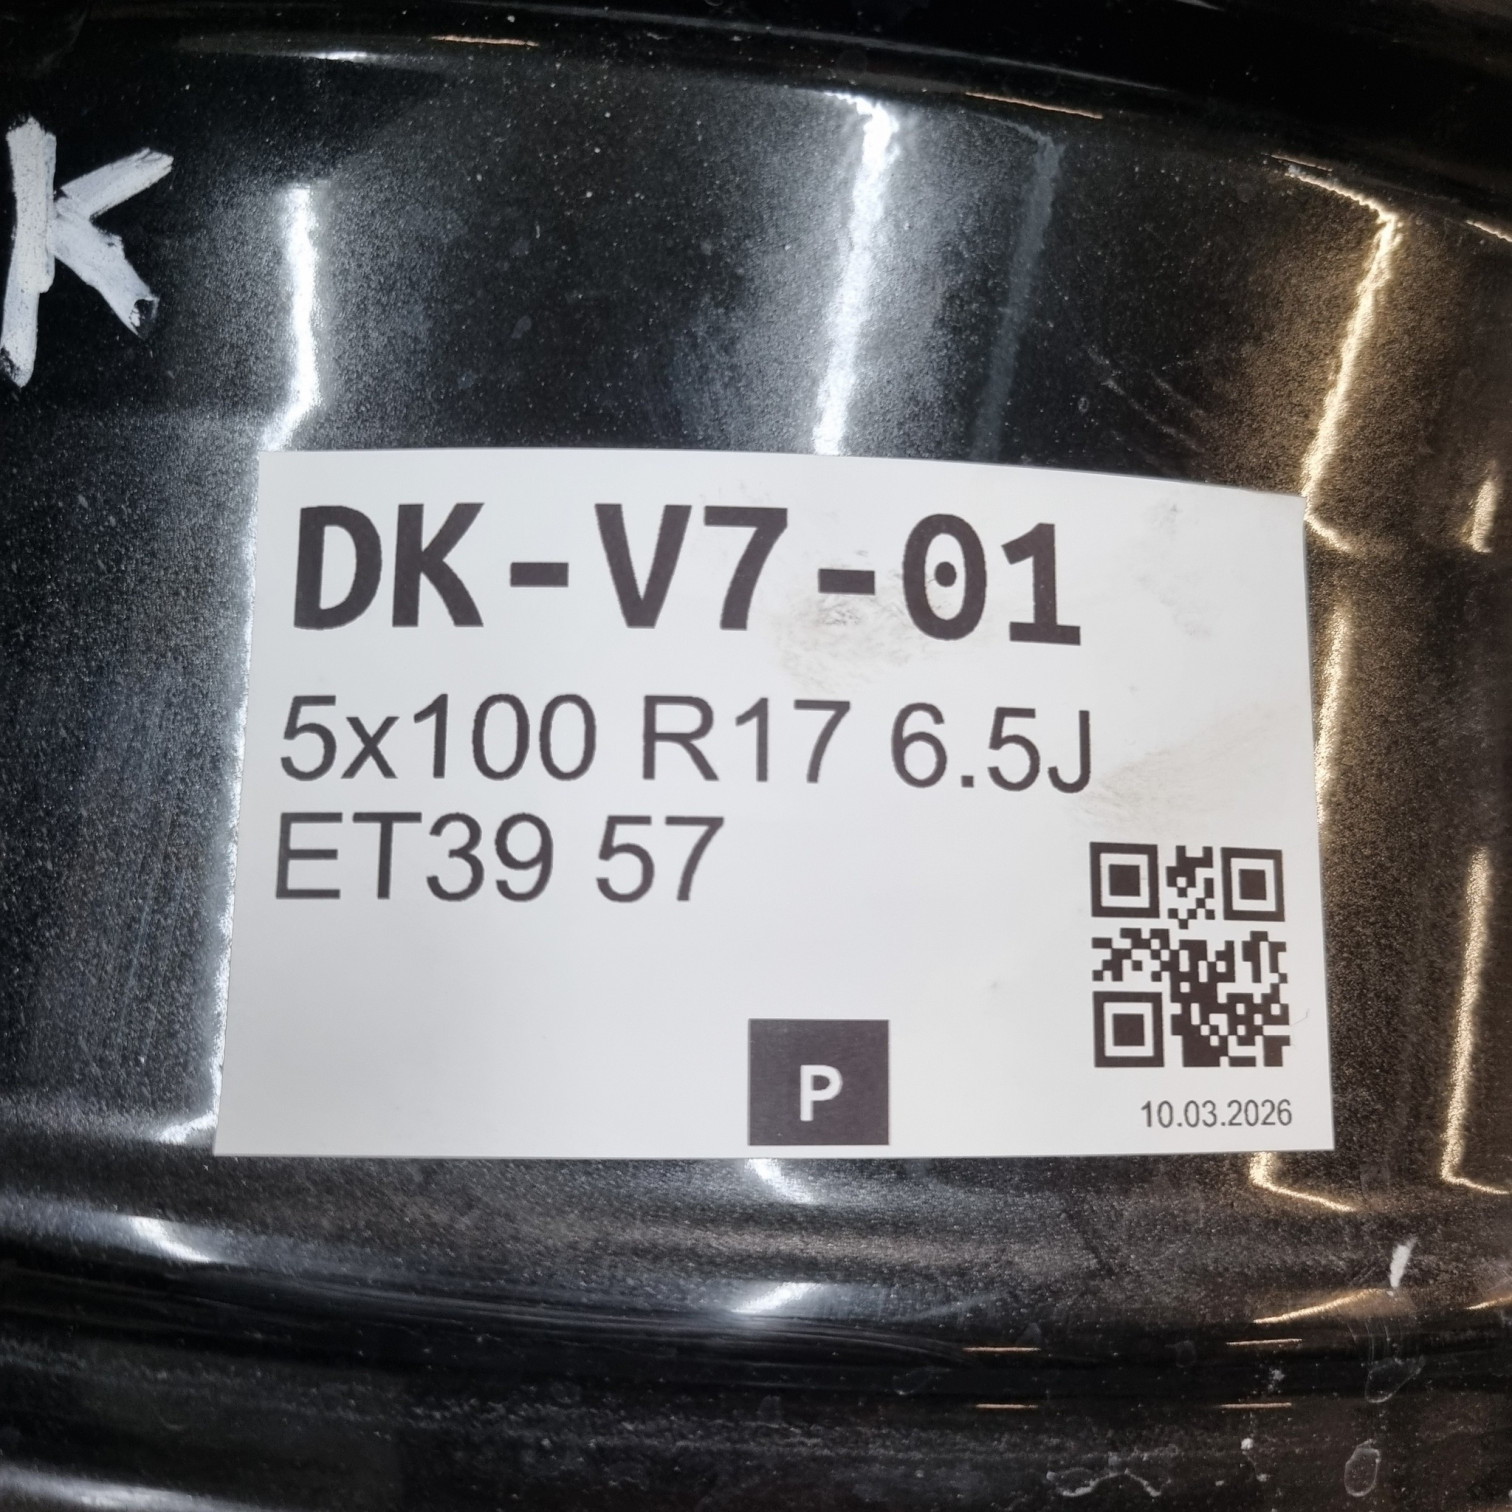 K
DK-V7-01
5x100 R17 6.5J
ET39 57
P
10.03.2026